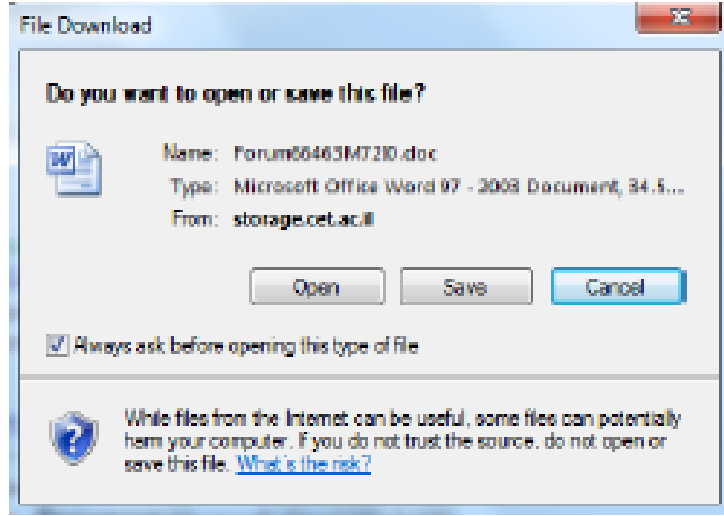 File Download
Do you want to open or save this file?
Name: Forum66463M72I0.doc
Type: Microsoft Office Word 97 - 2003 Document, 34.5...
From: storage.cet.ac.il
Open Save Cancel
Always ask before opening this type of file
While files from the Internet can be useful, some files can potentially
harm your computer. If you do not trust the source, do not open or
save this file. What's the risk?